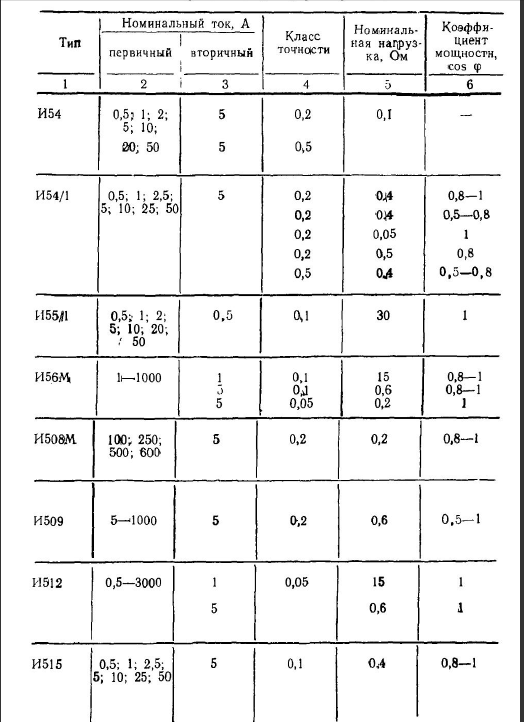 Тип
Номинальный ток, А
Класс точности
Номиналь-
ная нагруз-
ка, Ом
Коэффи-
циент
мощности,
cos φ
первичный
вторичный
1 2 3 4 5 6
И54 0,5; 1; 2; 5 0,2 0,1 —
5; 10;
20; 50 5 0,5
И54/1 0,5; 1; 2,5; 5 0,2 0,4 0,8—1
5; 10; 25; 50 0,2 0,4 0,5—0,8
0,2 0,05 1
0,2 0,5 0,8
0,5 0,4 0,5—0,8
И55/1 0,5; 1; 2; 0,5 0,1 30 1
5; 10; 20;
50
И56М 1—1000 1 0,1 15 0,8—1
5 0,1 0,6 0,8—1
5 0,05 0,2 1
И508М 100; 250; 5 0,2 0,2 0,8—1
500; 600
И509 5—1000 5 0,2 0,6 0,5—1
И512 0,5—3000 1 0,05 15 1
5 0,6 1
И515 0,5; 1; 2,5; 5 0,1 0,4 0,8—1
5; 10; 25; 50